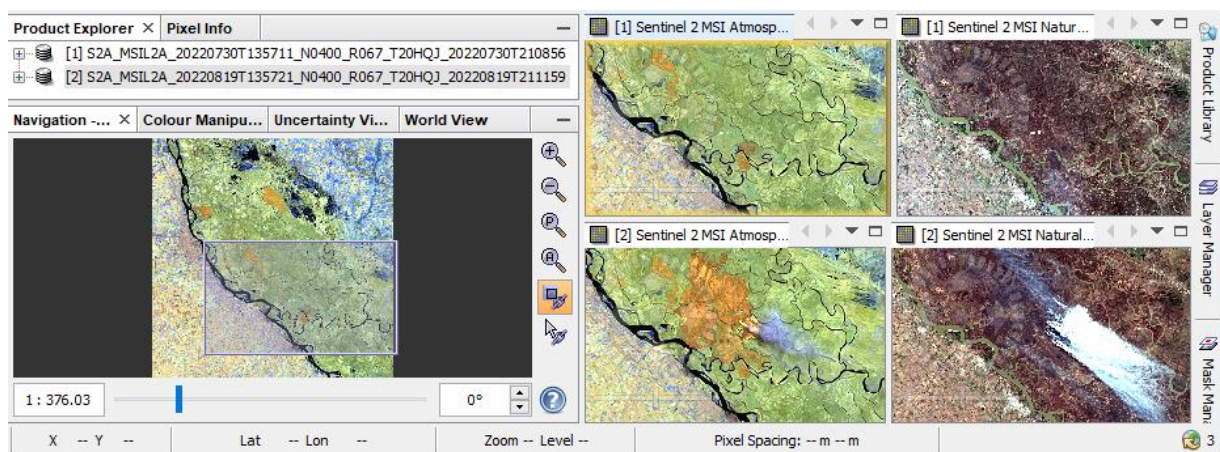 Product Explorer × Pixel Info
[1] S2A_MSIL2A_20220730T135711_N0400_R067_T20HQJ_20220730T210856
[2] S2A_MSIL2A_20220819T135721_N0400_R067_T20HQJ_20220819T211159
Navigation -... × Colour Manipu... Uncertainty Vi... World View
1 : 376.03
0°
[1] Sentinel 2 MSI Atmosp...
[1] Sentinel 2 MSI Natur...
[2] Sentinel 2 MSI Atmosp...
[2] Sentinel 2 MSI Natural...
Product Library
Layer Manager
Mask Mana
X -- Y -- Lat -- Lon -- Zoom -- Level -- Pixel Spacing: -- m -- m 3